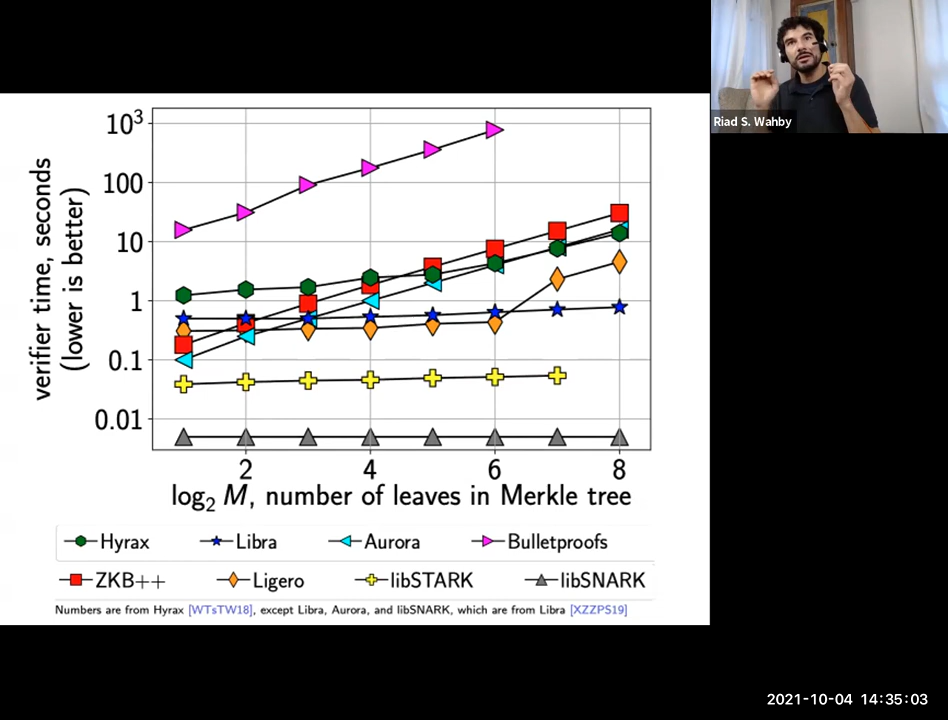 Riad S. Wahby
verifier time, seconds
(lower is better)
10³
100
10
1
0.1
0.01
2 4 6 8
log₂ M, number of leaves in Merkle tree
Hyrax Libra Aurora Bulletproofs
ZKB++ Ligero libSTARK libSNARK
Numbers are from Hyrax [WTsTW18], except Libra, Aurora, and libSNARK, which are from Libra [XZZPS19]
2021-10-04 14:35:03